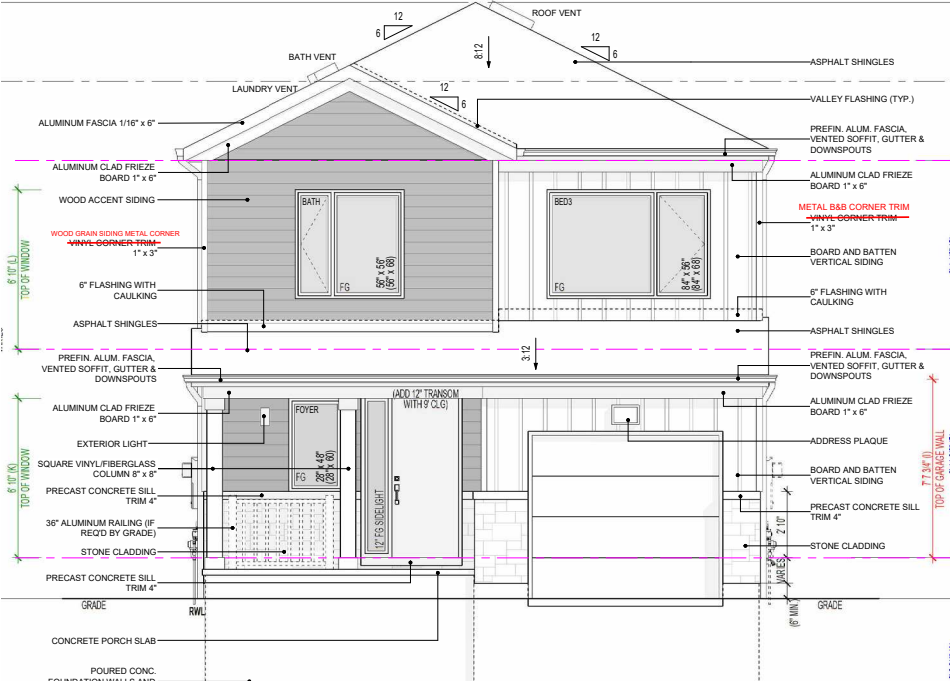 12
6
ROOF VENT
8:12
12
6
BATH VENT
ASPHALT SHINGLES
LAUNDRY VENT
12
6
VALLEY FLASHING (TYP.)
ALUMINUM FASCIA 1/16" x 6"
PREFIN. ALUM. FASCIA,
VENTED SOFFIT, GUTTER &
DOWNSPOUTS
ALUMINUM CLAD FRIEZE
BOARD 1" x 6"
ALUMINUM CLAD FRIEZE
BOARD 1" x 6"
WOOD ACCENT SIDING
BATH
FG
56" x 56"
(56" x 68)
BED3
FG
84" x 56"
(84" x 68)
METAL B&B CORNER TRIM
VINYL CORNER TRIM
1" x 3"
WOOD GRAIN SIDING METAL CORNER
VINYL CORNER TRIM
1" x 3"
6' 10" (L)
TOP OF WINDOW
BOARD AND BATTEN
VERTICAL SIDING
6" FLASHING WITH
CAULKING
6" FLASHING WITH
CAULKING
ASPHALT SHINGLES
ASPHALT SHINGLES
3:12
PREFIN. ALUM. FASCIA,
VENTED SOFFIT, GUTTER &
DOWNSPOUTS
PREFIN. ALUM. FASCIA,
VENTED SOFFIT, GUTTER &
DOWNSPOUTS
(ADD 12" TRANSOM
WITH 9' CLG)
ALUMINUM CLAD FRIEZE
BOARD 1" x 6"
ALUMINUM CLAD FRIEZE
BOARD 1" x 6"
FOYER
FG
28" x 48"
(28" x 60)
EXTERIOR LIGHT
ADDRESS PLAQUE
6' 10" (K)
TOP OF WINDOW
SQUARE VINYL/FIBERGLASS
COLUMN 8" x 8"
BOARD AND BATTEN
VERTICAL SIDING
7' 7 3/4" (I)
TOP OF GARAGE WALL
PRECAST CONCRETE SILL
TRIM 4"
12" FG SIDELIGHT
PRECAST CONCRETE SILL
TRIM 4"
36" ALUMINUM RAILING (IF
REQ'D BY GRADE)
2' 10"
STONE CLADDING
STONE CLADDING
VARIES
PRECAST CONCRETE SILL
TRIM 4"
GRADE
RWL
(6" MIN.)
GRADE
CONCRETE PORCH SLAB
POURED CONC.
FOUNDATION WALLS AND